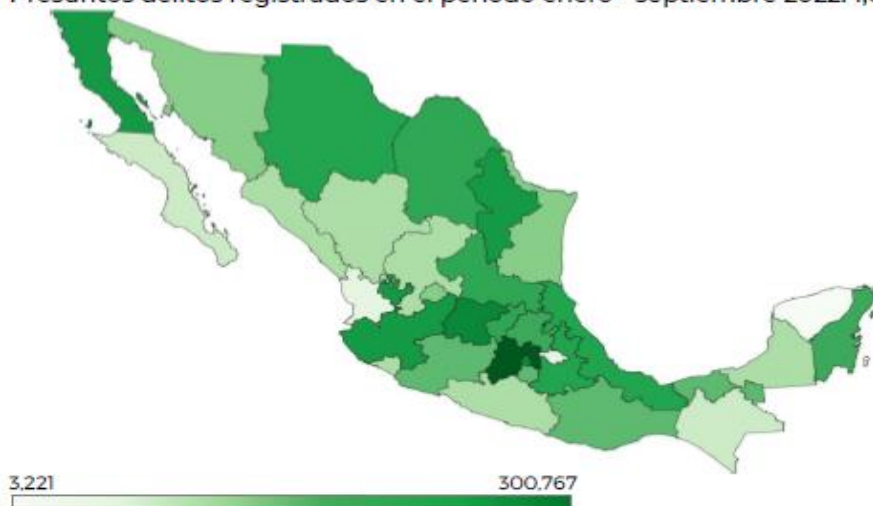 Presuntos delitos registrados en el periodo enero - septiembre 2022:
3,221
300,767